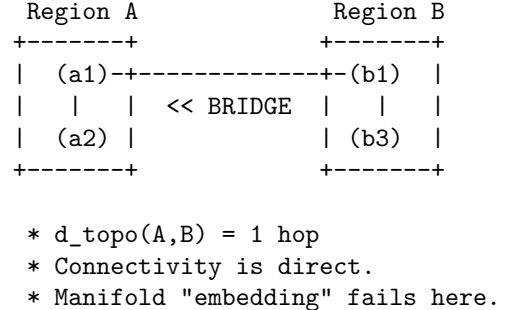 Region A                Region B
+-------+               +-------+
|  (a1)-+---------------+-(b1)  |
|   |   |  << BRIDGE  |   |   |
|  (a2) |               | (b3)  |
+-------+               +-------+
* d_topo(A,B) = 1 hop
* Connectivity is direct.
* Manifold "embedding" fails here.